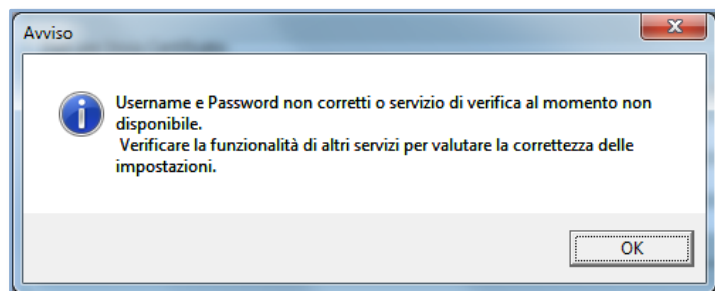 Avviso
Username e Password non corretti o servizio di verifica al momento non
disponibile.
Verificare la funzionalità di altri servizi per valutare la correttezza delle
impostazioni.
OK